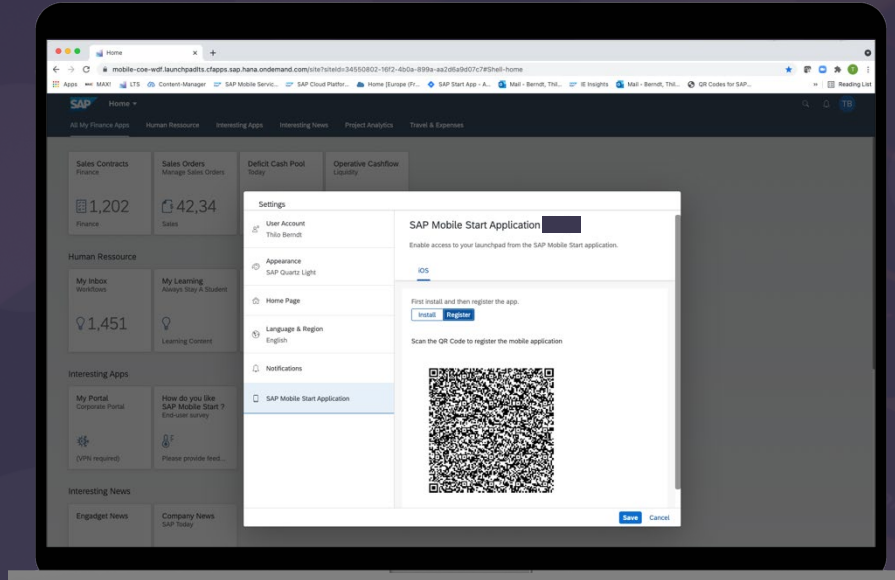 Home
mobile-coe-wdf.launchpadlts.cfapps.sap.hana.ondemand.com/site?siteId=34550802-16f2-4b0a-899a-aa2d6a9d07c7#Shell-home
Apps MAX! LTS Content-Manager SAP Mobile Servic... SAP Cloud Platfor... Home [Europe (Fr... SAP Start App - A... Mail - Berndt, Thil... IE Insights Mail - Berndt, Thil... QR Codes for SAP... » Reading List
SAP Home
TB
All My Finance Apps Human Ressource Interesting Apps Interesting News Project Analytics Travel & Expenses
Sales Contracts
Finance
1,202
Finance
Sales Orders
Manage Sales Orders
42,34
Sales
Deficit Cash Pool
Today
Operative Cashflow
Liquidity
Human Ressource
My Inbox
Workflows
1,451
My Learning
Always Stay A Student
Learning Content
Interesting Apps
My Portal
Corporate Portal
(VPN required)
How do you like
SAP Mobile Start ?
End-user survey
Please provide feed...
Interesting News
Engadget News
Company News
SAP Today
Settings
User Account
Thilo Berndt
Appearance
SAP Quartz Light
Home Page
Language & Region
English
Notifications
SAP Mobile Start Application
SAP Mobile Start Application
Enable access to your launchpad from the SAP Mobile Start application.
iOS
First install and then register the app.
Install Register
Scan the QR Code to register the mobile application
Save Cancel